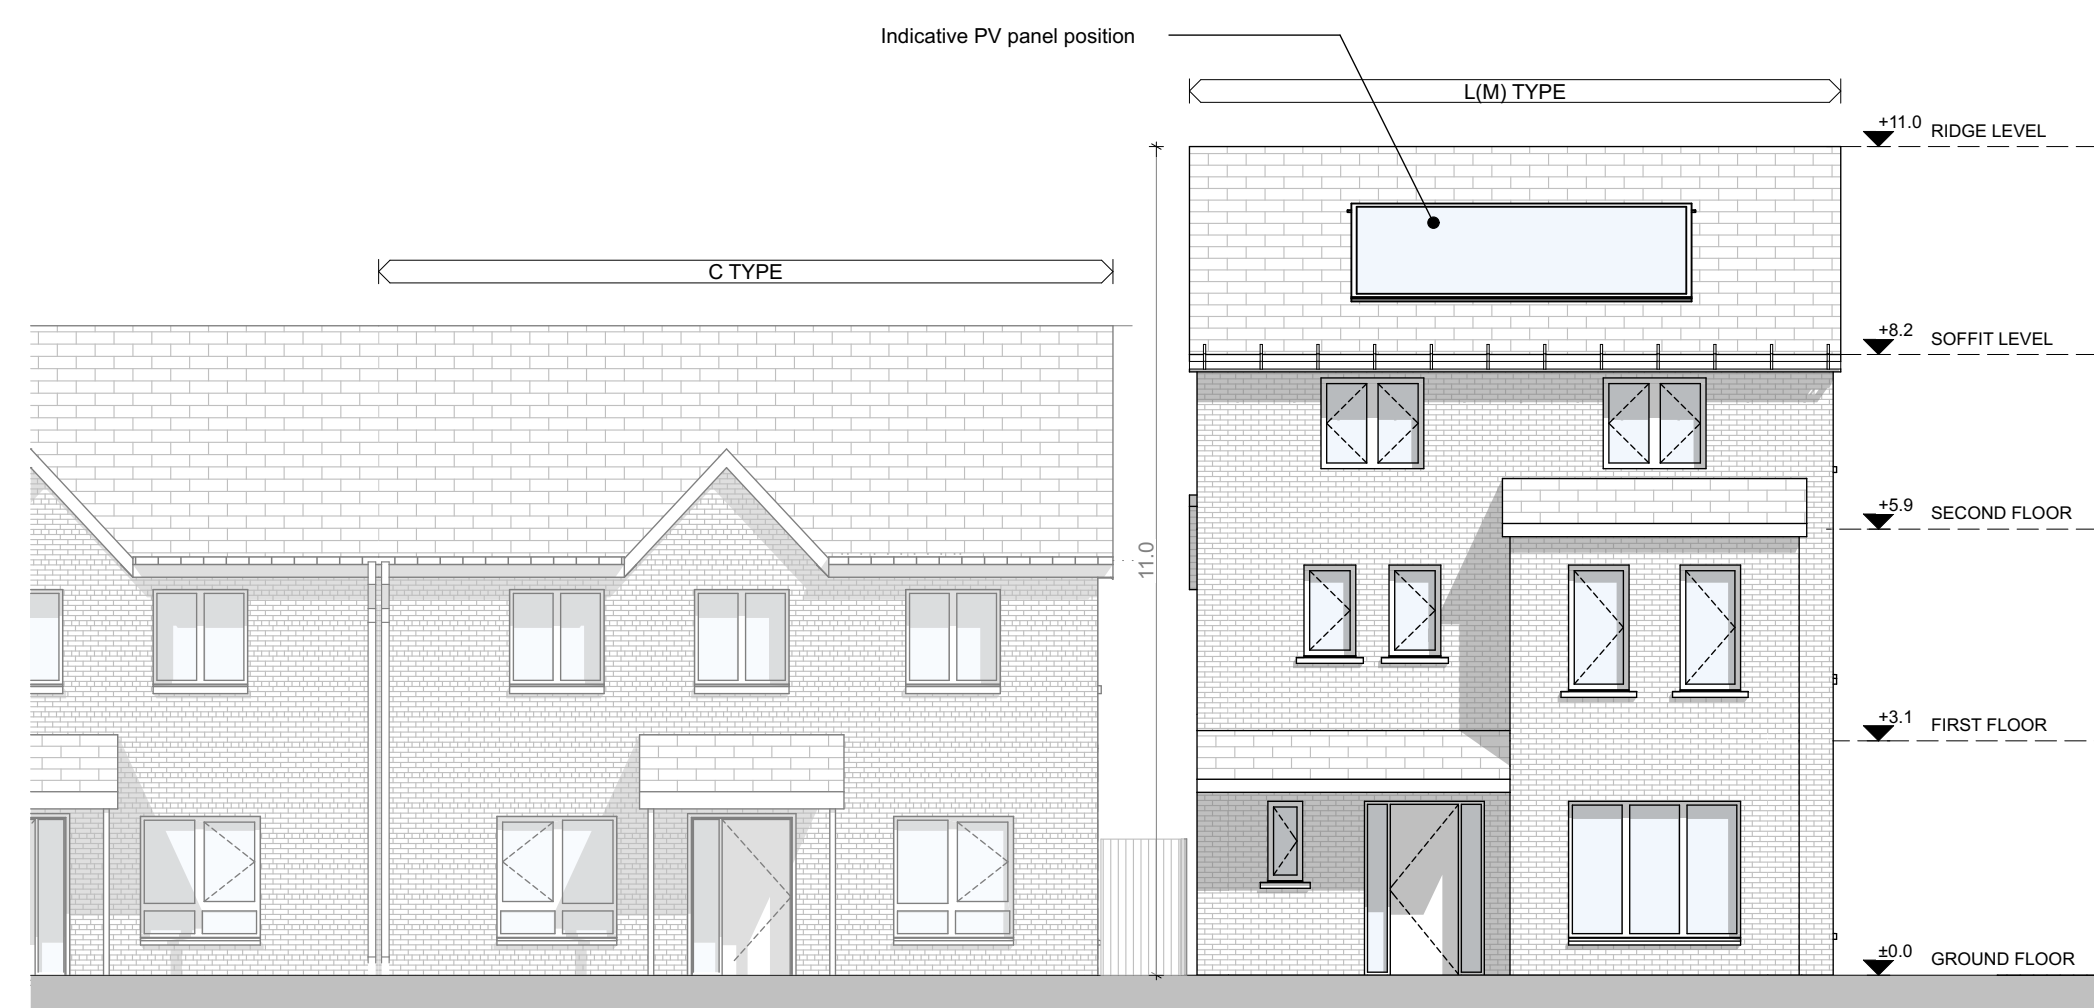 Indicative PV panel position
L(M) TYPE
+11.0 RIDGE LEVEL
C TYPE
+8.2 SOFFIT LEVEL
+5.9 SECOND FLOOR
11.0
+3.1 FIRST FLOOR
±0.0 GROUND FLOOR